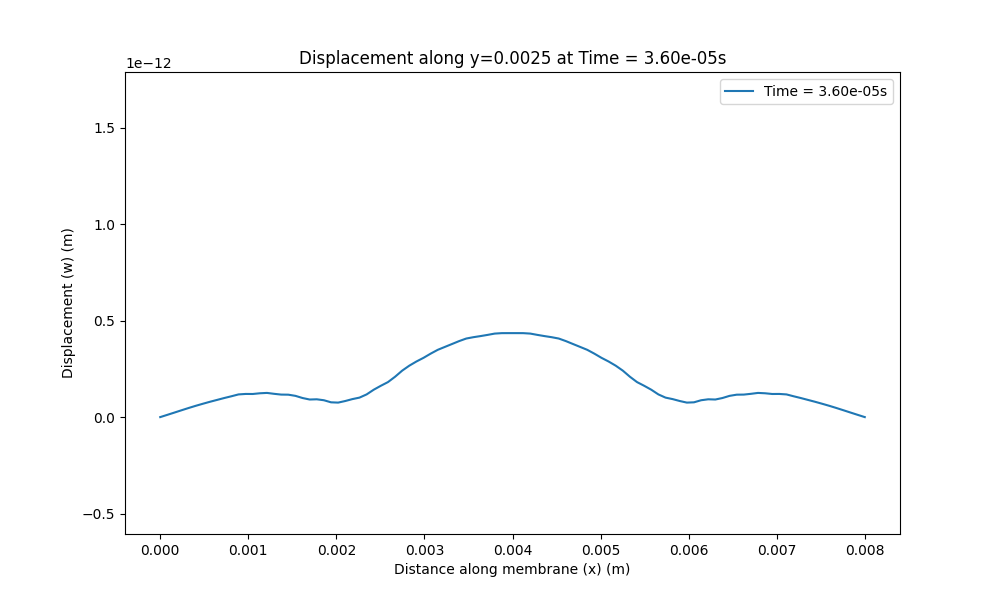 Displacement along y=0.0025 at Time = 3.60e-05s
1e−12
Time = 3.60e-05s
1.5
1.0
0.5
0.0
−0.5
Displacement (w) (m)
0.000 0.001 0.002 0.003 0.004 0.005 0.006 0.007 0.008
Distance along membrane (x) (m)